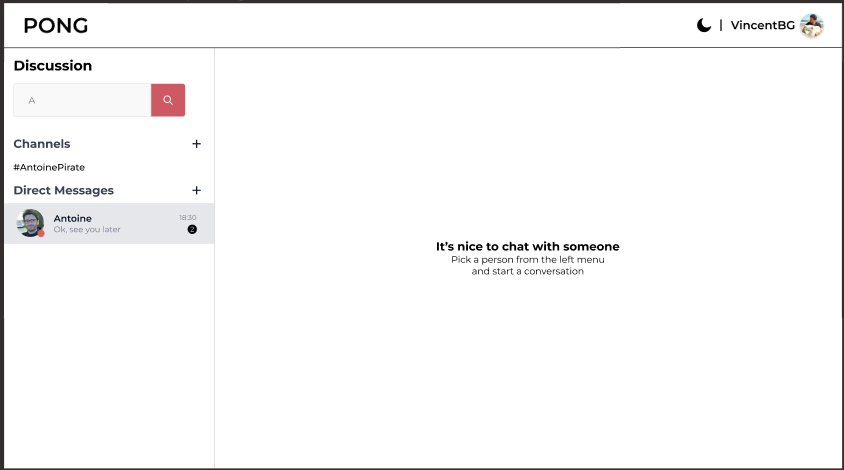 PONG
| VincentBG
Discussion
A
Channels +
#AntoinePirate
Direct Messages +
Antoine 18:30
Ok, see you later 2
It’s nice to chat with someone
Pick a person from the left menu
and start a conversation